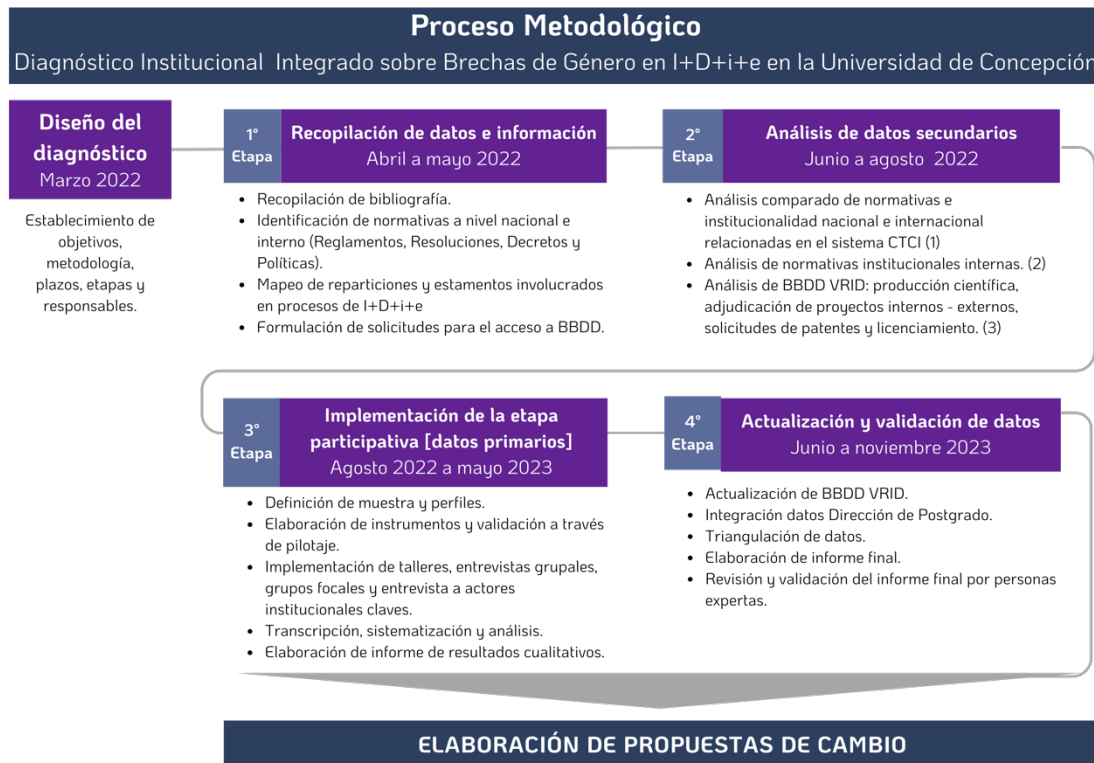 Proceso Metodológico
Diagnóstico Institucional Integrado sobre Brechas de Género en I+D+i+e en la Universidad de Concepción
Diseño del
diagnóstico
Marzo 2022
Establecimiento de
objetivos,
metodología,
plazos, etapas y
responsables.
1°
Etapa
Recopilación de datos e información
Abril a mayo 2022
• Recopilación de bibliografía.
• Identificación de normativas a nivel nacional e
interno (Reglamentos, Resoluciones, Decretos y
Políticas).
• Mapeo de reparticiones y estamentos involucrados
en procesos de I+D+i+e
• Formulación de solicitudes para el acceso a BBDD.
2°
Etapa
Análisis de datos secundarios
Junio a agosto 2022
• Análisis comparado de normativas e
institucionalidad nacional e internacional
relacionadas en el sistema CTCI (1)
• Análisis de normativas institucionales internas. (2)
• Análisis de BBDD VRID: producción científica,
adjudicación de proyectos internos - externos,
solicitudes de patentes y licenciamiento. (3)
3°
Etapa
Implementación de la etapa
participativa [datos primarios]
Agosto 2022 a mayo 2023
• Definición de muestra y perfiles.
• Elaboración de instrumentos y validación a través
de pilotaje.
• Implementación de talleres, entrevistas grupales,
grupos focales y entrevista a actores
institucionales claves.
• Transcripción, sistematización y análisis.
• Elaboración de informe de resultados cualitativos.
4°
Etapa
Actualización y validación de datos
Junio a noviembre 2023
• Actualización de BBDD VRID.
• Integración datos Dirección de Postgrado.
• Triangulación de datos.
• Elaboración de informe final.
• Revisión y validación del informe final por personas
expertas.
ELABORACIÓN DE PROPUESTAS DE CAMBIO